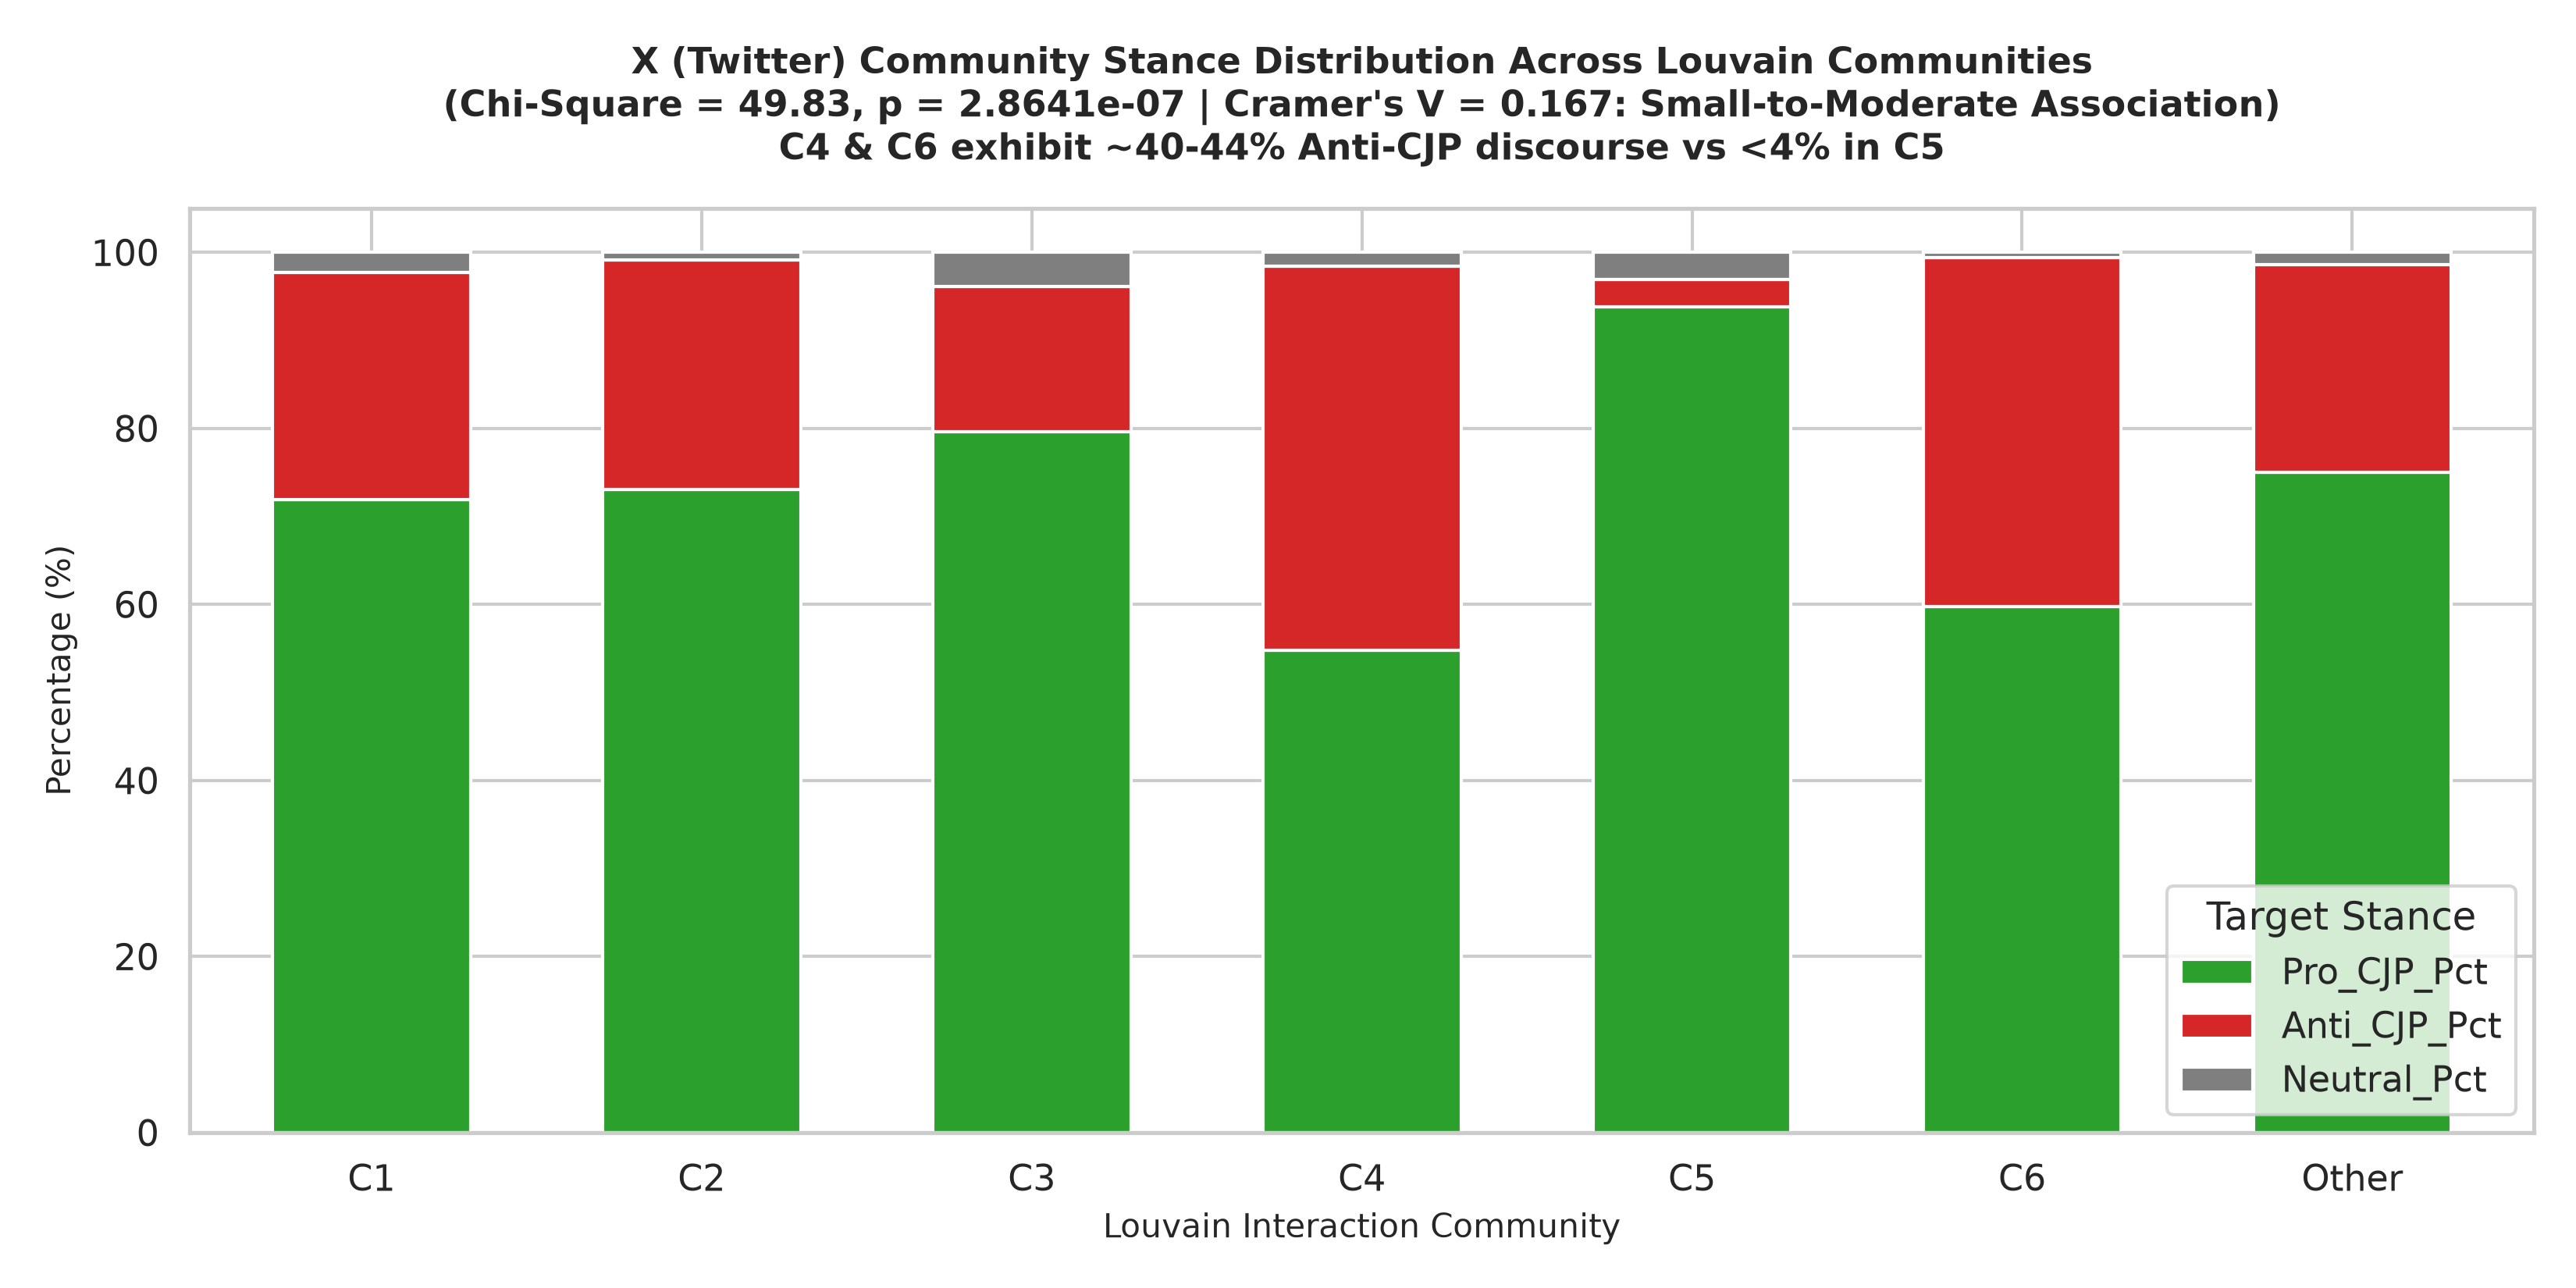 X (Twitter) Community Stance Distribution Across Louvain Communities
(Chi-Square = 49.83, p = 2.8641e-07 | Cramer's V = 0.167: Small-to-Moderate Association)
C4 & C6 exhibit ~40-44% Anti-CJP discourse vs <4% in C5
Percentage (%)
100
80
60
40
20
0
Target Stance
Pro_CJP_Pct
Anti_CJP_Pct
Neutral_Pct
C1 C2 C3 C4 C5 C6 Other
Louvain Interaction Community